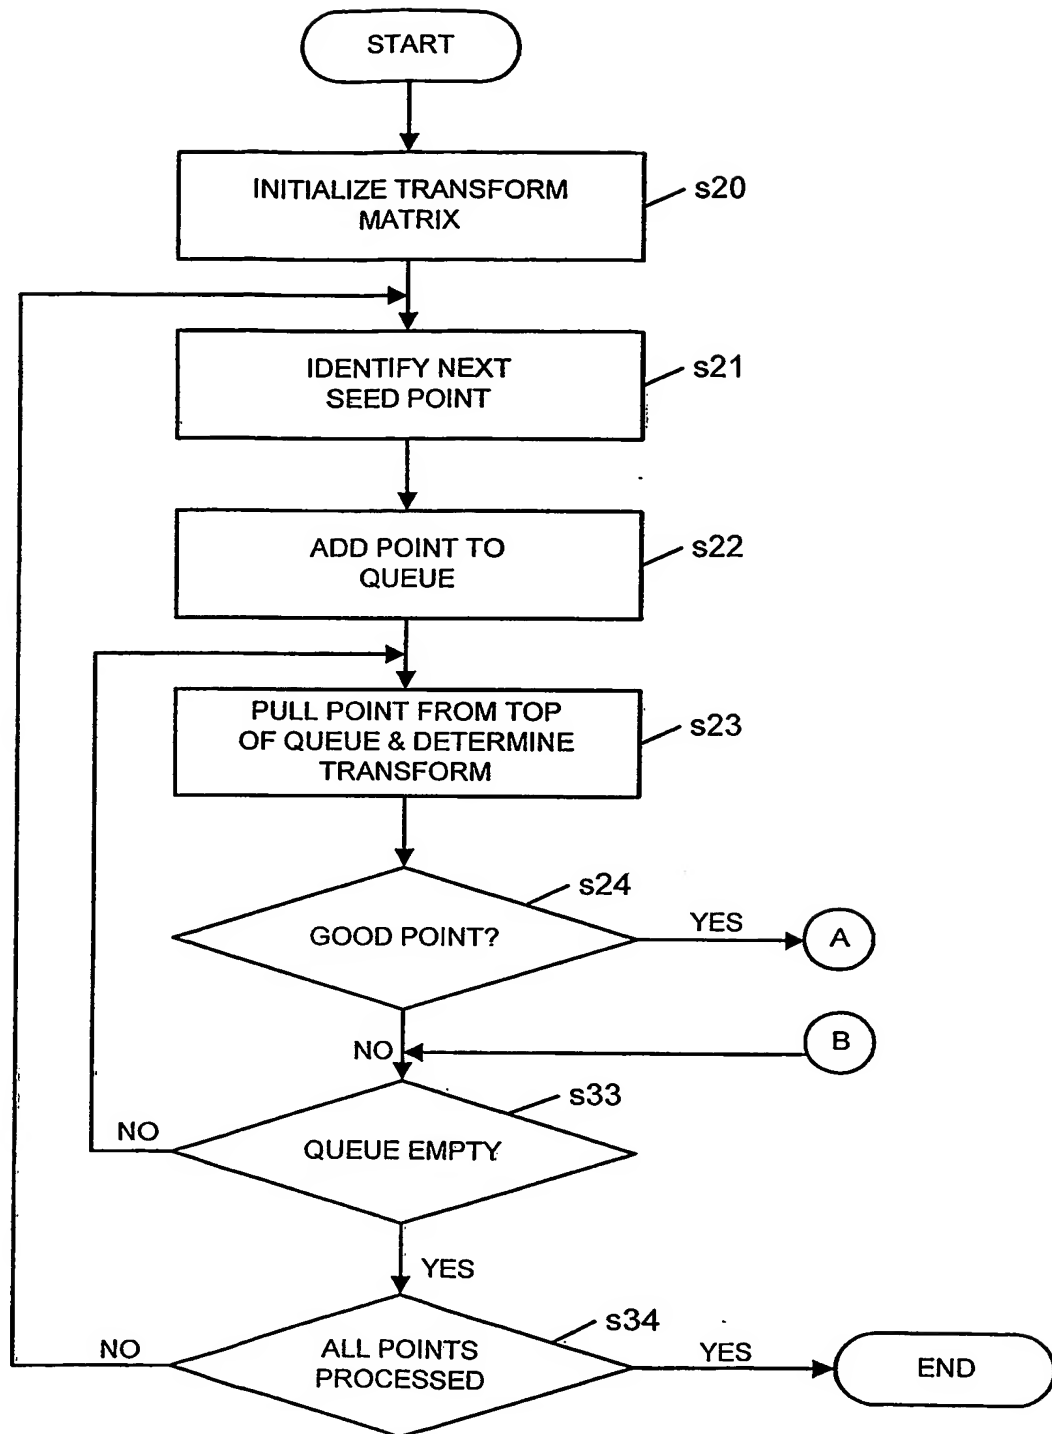 START
INITIALIZE TRANSFORM
MATRIX
s20
IDENTIFY NEXT
SEED POINT
s21
ADD POINT TO
QUEUE
s22
PULL POINT FROM TOP
OF QUEUE & DETERMINE
TRANSFORM
s23
s24
GOOD POINT?
YES
A
NO
B
s33
QUEUE EMPTY
NO
YES
s34
ALL POINTS
PROCESSED
NO
YES
END